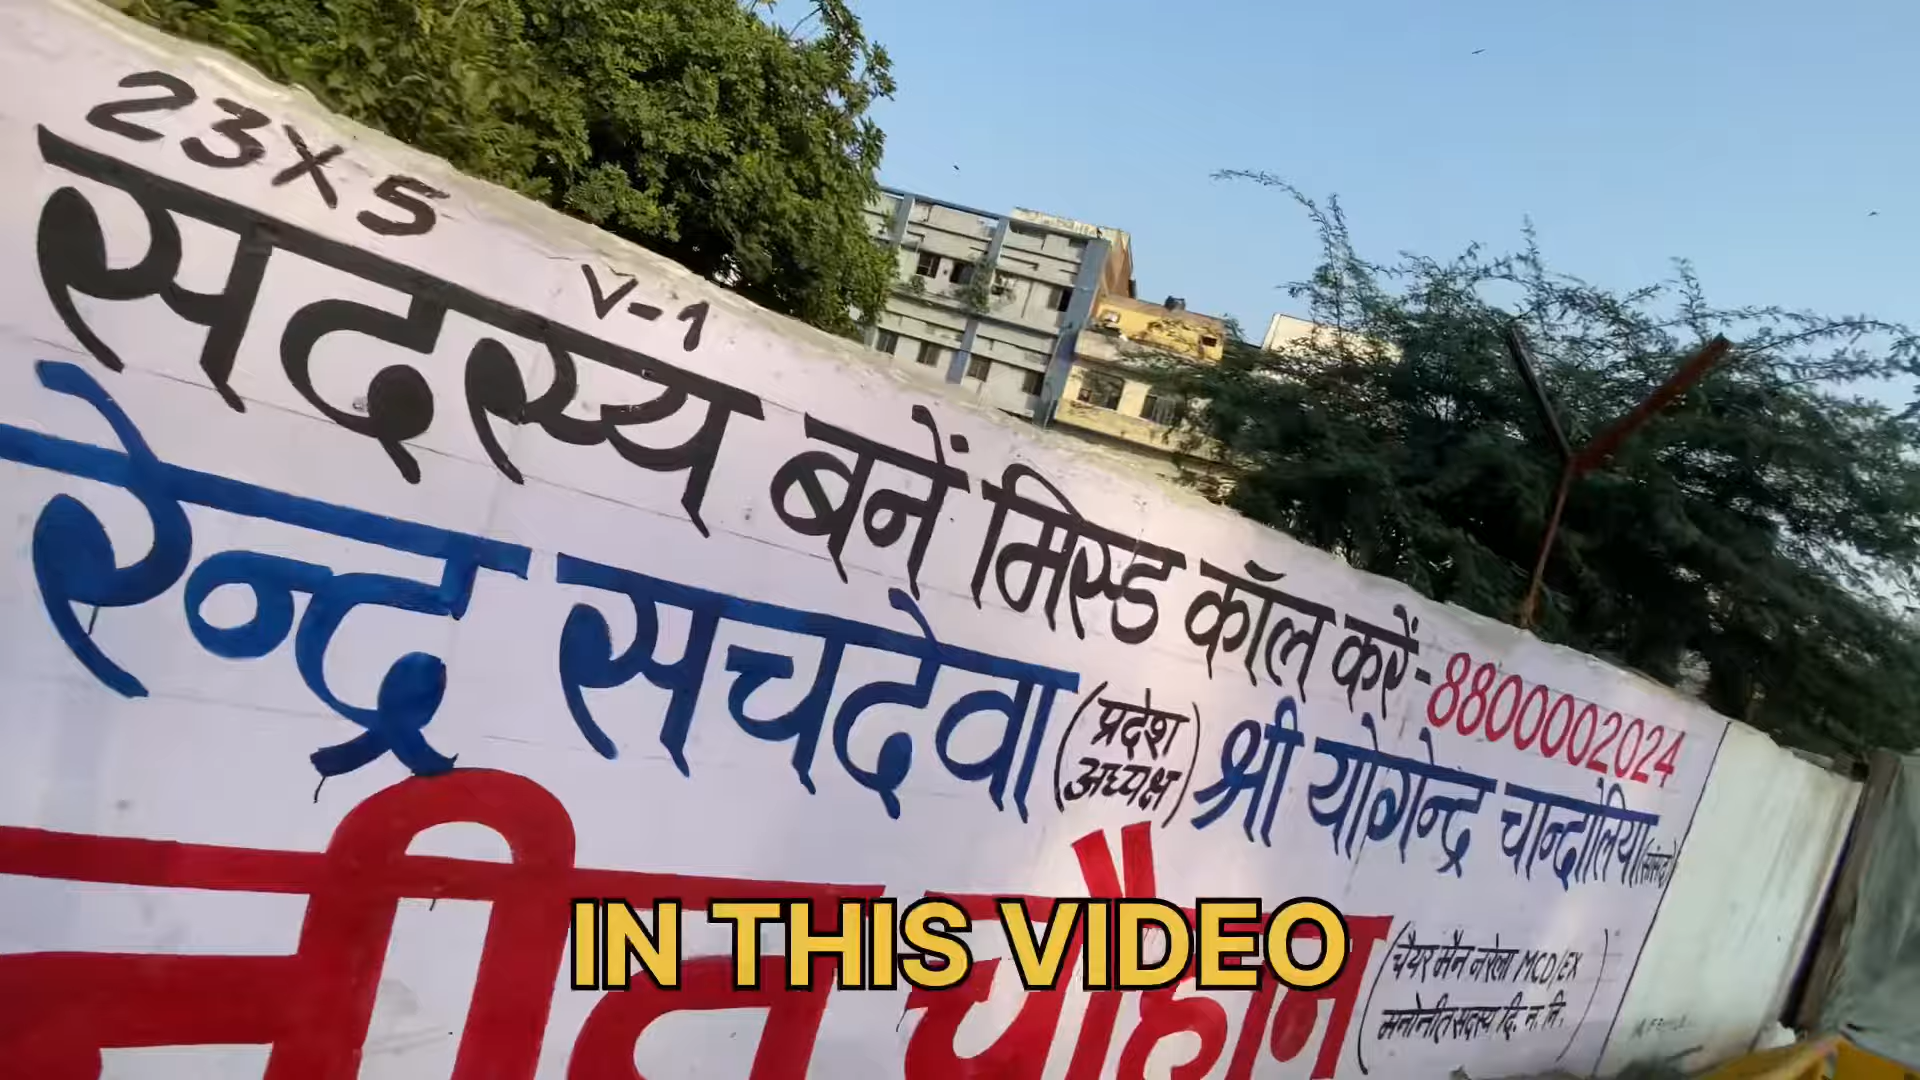 23X5
V-1
सदस्य बनें मिस्ड कॉल करें-8800002024
रेन्द्र सचदेवा (प्रदेश अध्यक्ष) श्री योगेन्द्र चान्दोलिया (सांसद)
नीत चौहान (चैयर मैन नरेला MCD/EX
मनोनीत सदस्य दि. न. नि.)
IN THIS VIDEO